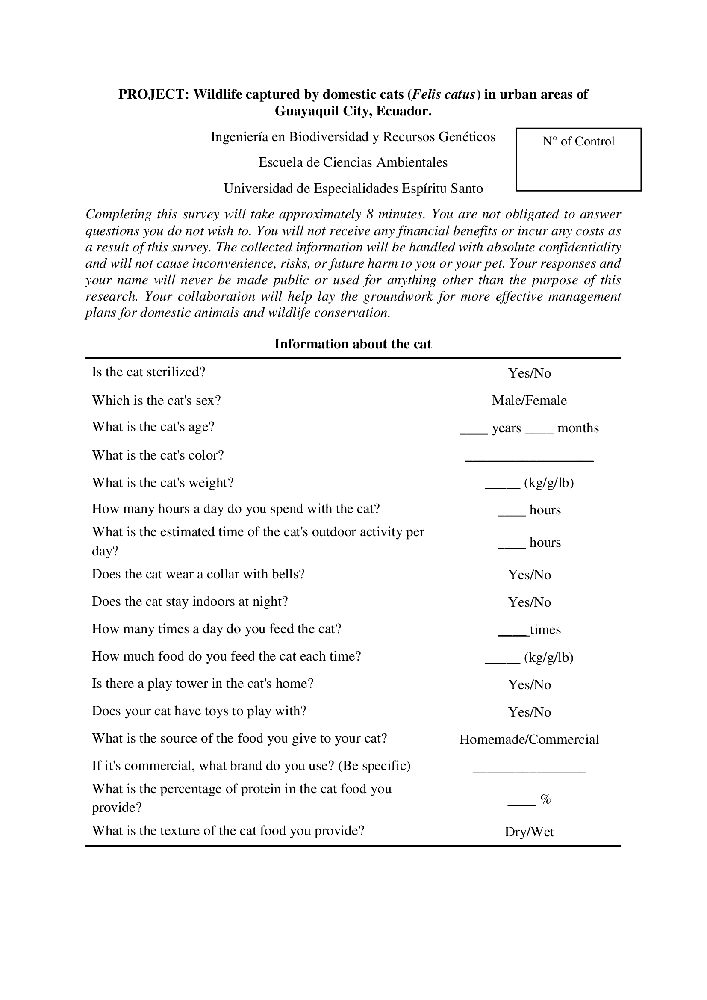 PROJECT: Wildlife captured by domestic cats (Felis catus) in urban areas of
Guayaquil City, Ecuador.
Ingeniería en Biodiversidad y Recursos Genéticos
N° of Control
Escuela de Ciencias Ambientales
Universidad de Especialidades Espíritu Santo
Completing this survey will take approximately 8 minutes. You are not obligated to answer
questions you do not wish to. You will not receive any financial benefits or incur any costs as
a result of this survey. The collected information will be handled with absolute confidentiality
and will not cause inconvenience, risks, or future harm to you or your pet. Your responses and
your name will never be made public or used for anything other than the purpose of this
research. Your collaboration will help lay the groundwork for more effective management
plans for domestic animals and wildlife conservation.
Information about the cat
Is the cat sterilized? Yes/No
Which is the cat's sex? Male/Female
What is the cat's age? ____ years ____ months
What is the cat's color? __________________
What is the cat's weight? _____ (kg/g/lb)
How many hours a day do you spend with the cat? ____ hours
What is the estimated time of the cat's outdoor activity per
day? ____ hours
Does the cat wear a collar with bells? Yes/No
Does the cat stay indoors at night? Yes/No
How many times a day do you feed the cat? ____times
How much food do you feed the cat each time? _____ (kg/g/lb)
Is there a play tower in the cat's home? Yes/No
Does your cat have toys to play with? Yes/No
What is the source of the food you give to your cat? Homemade/Commercial
If it's commercial, what brand do you use? (Be specific) ________________
What is the percentage of protein in the cat food you
provide? ____ %
What is the texture of the cat food you provide? Dry/Wet